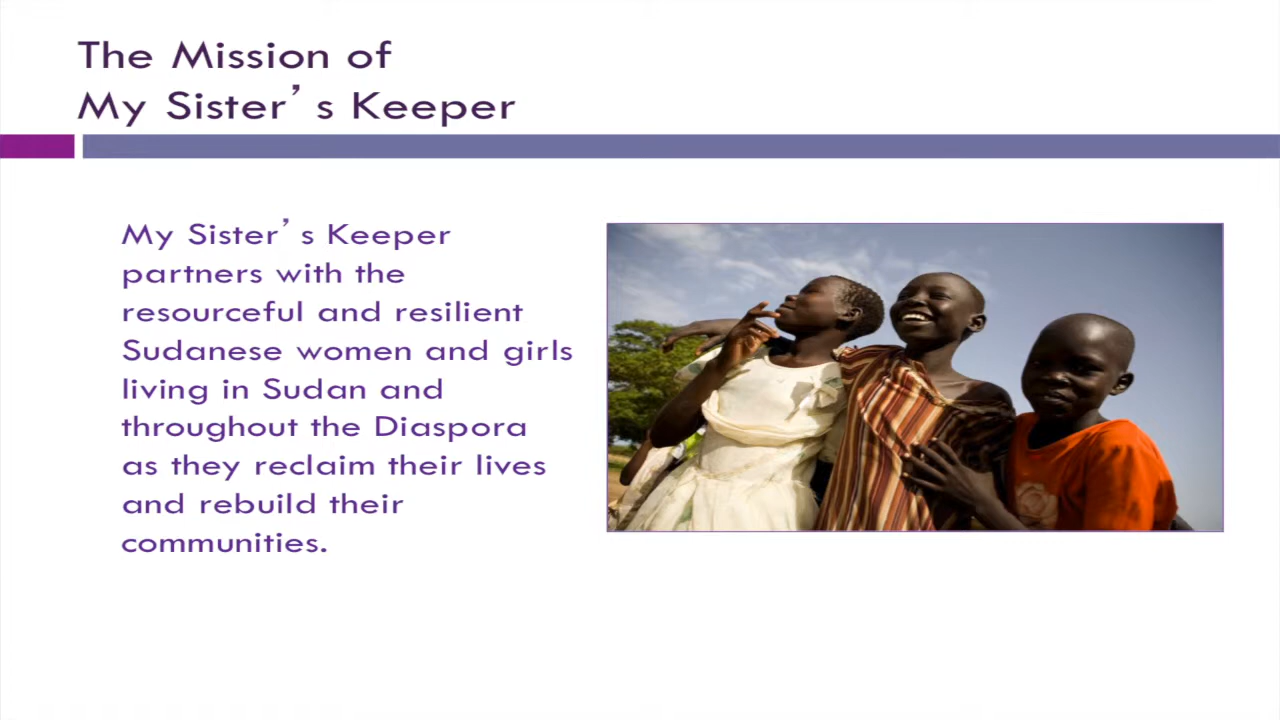 The Mission of
My Sister’s Keeper
My Sister’s Keeper
partners with the
resourceful and resilient
Sudanese women and girls
living in Sudan and
throughout the Diaspora
as they reclaim their lives
and rebuild their
communities.